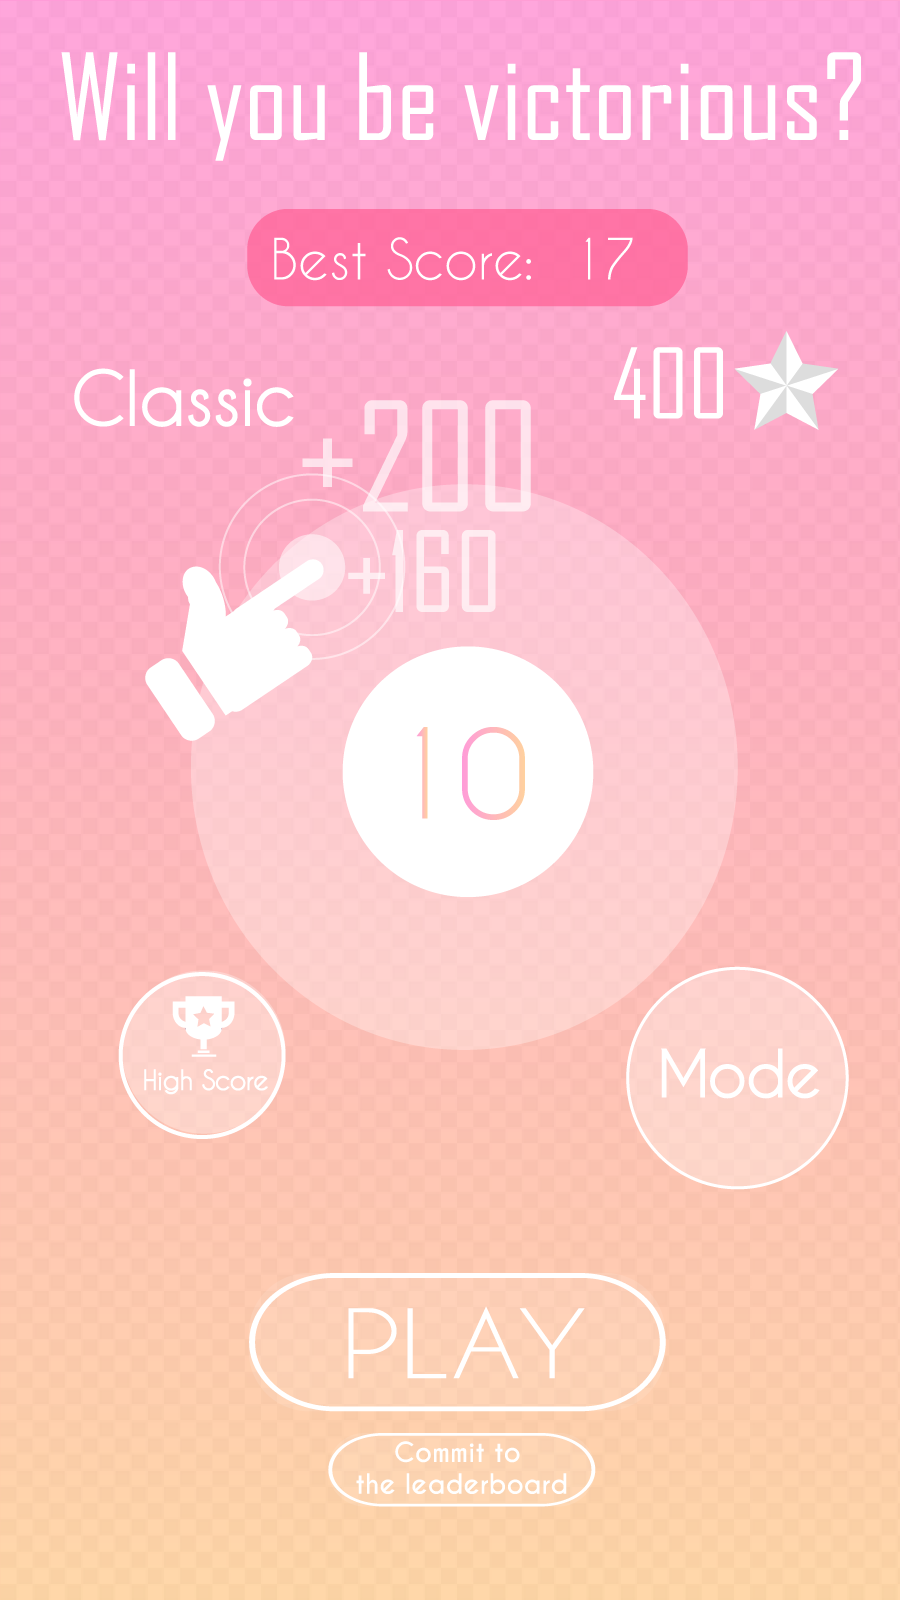 Will you be victorious?
Best Score: 17
Classic
400
+200
+160
10
High Score
Mode
PLAY
Commit to
the leaderboard